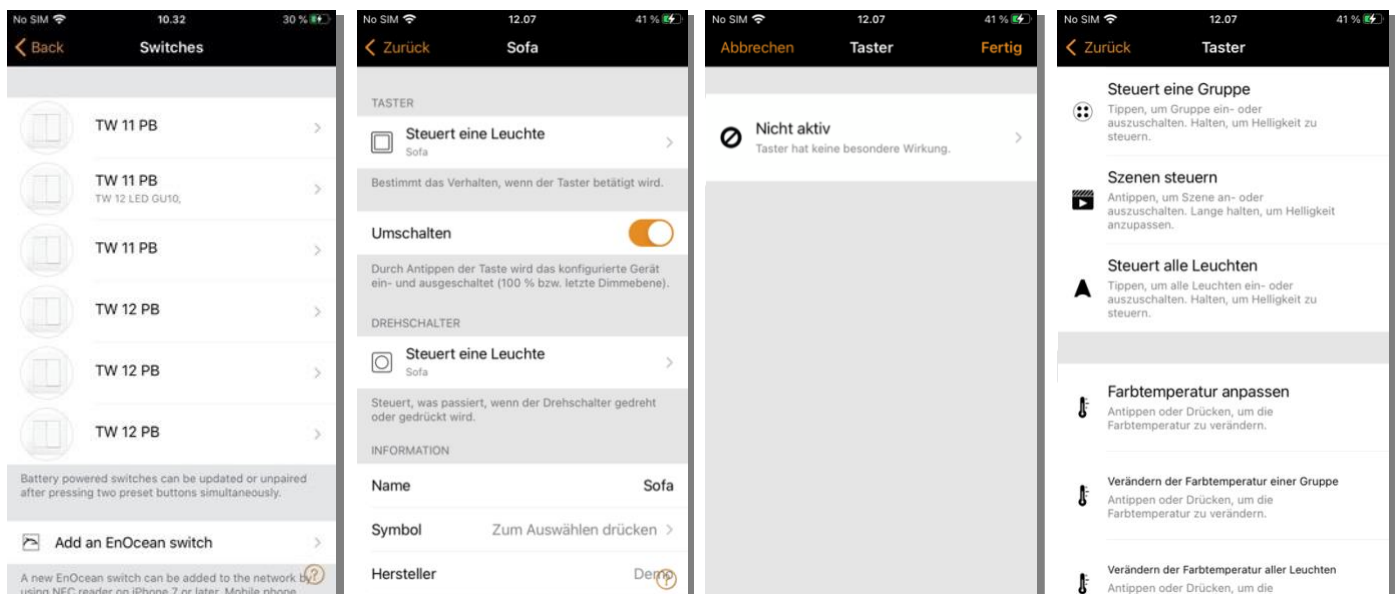 No SIM 10.32 30 %
Back Switches
TW 11 PB
TW 11 PB
TW 12 LED GU10,
TW 11 PB
TW 12 PB
TW 12 PB
TW 12 PB
Battery powered switches can be updated or unpaired
after pressing two preset buttons simultaneously.
Add an EnOcean switch
A new EnOcean switch can be added to the network by
using NFC reader on iPhone 7 or later. Mobile phone
No SIM 12.07 41 %
Zurück Sofa
TASTER
Steuert eine Leuchte
Sofa
Bestimmt das Verhalten, wenn der Taster betätigt wird.
Umschalten
Durch Antippen der Taste wird das konfigurierte Gerät
ein- und ausgeschaltet (100 % bzw. letzte Dimmebene).
DREHSCHALTER
Steuert eine Leuchte
Sofa
Steuert, was passiert, wenn der Drehschalter gedreht
oder gedrückt wird.
INFORMATION
Name Sofa
Symbol Zum Auswählen drücken
Hersteller Demo
No SIM 12.07 41 %
Abbrechen Taster Fertig
Nicht aktiv
Taster hat keine besondere Wirkung.
No SIM 12.07 41 %
Zurück Taster
Steuert eine Gruppe
Tippen, um Gruppe ein- oder
auszuschalten. Halten, um Helligkeit zu
steuern.
Szenen steuern
Antippen, um Szene an- oder
auszuschalten. Lange halten, um Helligkeit
anzupassen.
Steuert alle Leuchten
Tippen, um alle Leuchten ein- oder
auszuschalten. Halten, um Helligkeit zu
steuern.
Farbtemperatur anpassen
Antippen oder Drücken, um die
Farbtemperatur zu verändern.
Verändern der Farbtemperatur einer Gruppe
Antippen oder Drücken, um die
Farbtemperatur zu verändern.
Verändern der Farbtemperatur aller Leuchten
Antippen oder Drücken, um die